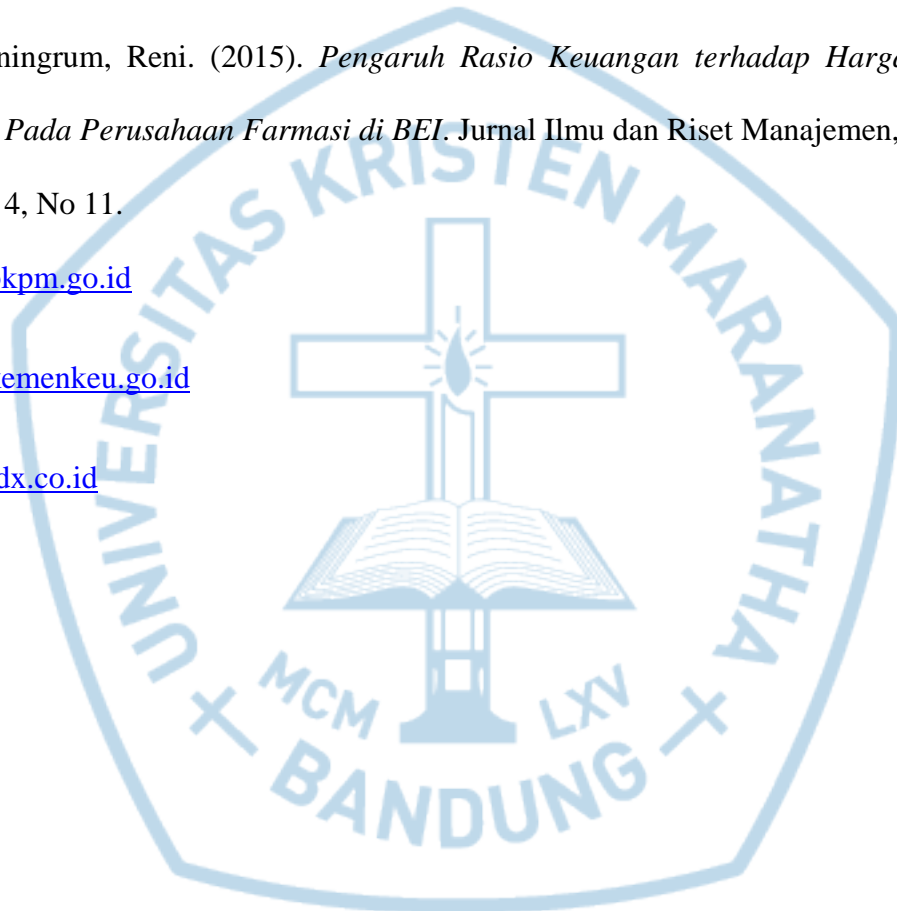 ningrum, Reni. (2015). Pengaruh Rasio Keuangan terhadap Harg
Pada Perusahaan Farmasi di BEI. Jurnal Ilmu dan Riset Manajemen,
4, No 11.
kpm.go.id
emenkeu.go.id
dx.co.id
UNIVERSITAS KRISTEN MARANATHA
MCM LXV
BANDUNG